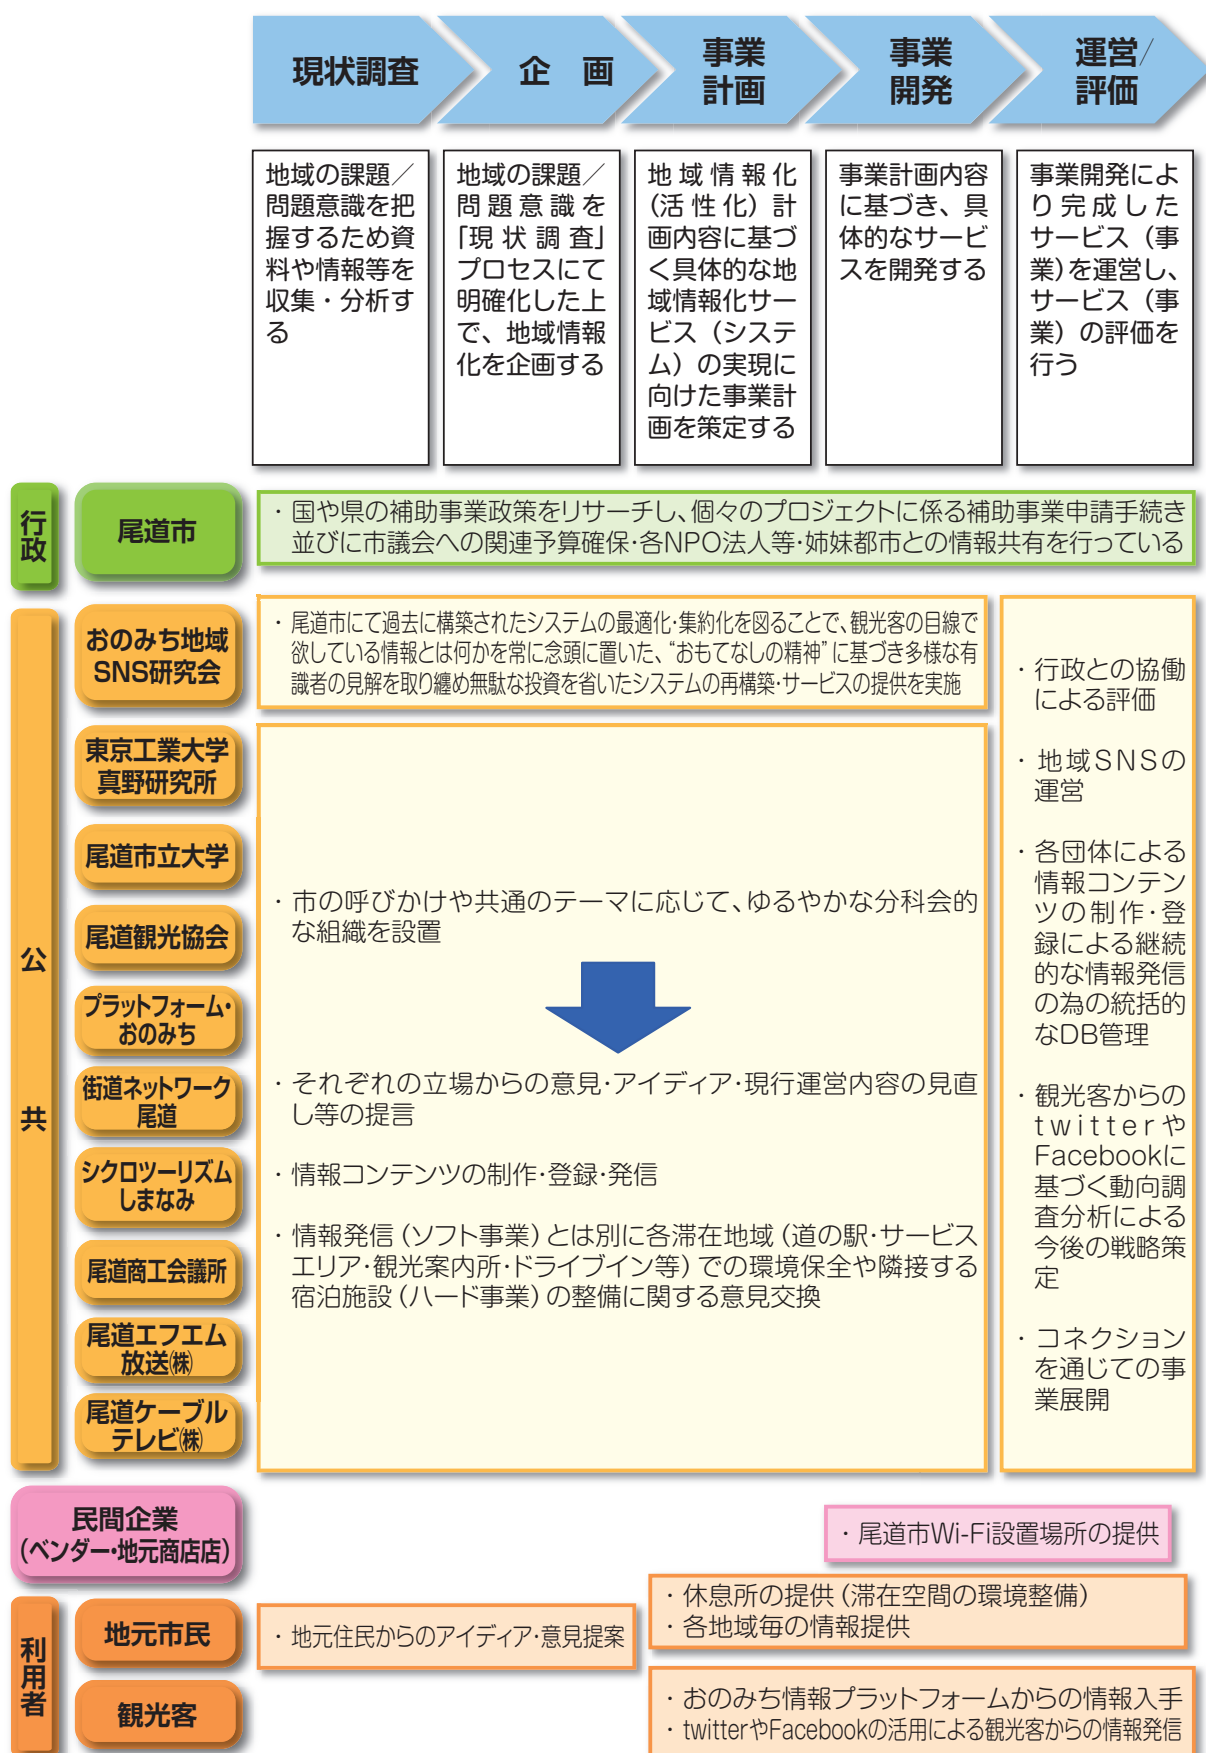 現状調査
企　画
事業
計画
事業
開発
運営/
評価
地域の課題／
問題意識を把
握するため資
料や情報等を
収集・分析す
る
地域の課題／
問題意識を
「現状調査」
プロセスにて
明確化した上
で、地域情報
化を企画する
地域情報化
(活性化) 計
画内容に基づ
く具体的な地
域情報化サー
ビス（システ
ム）の実現に
向けた事業計
画を策定する
事業計画内容
に基づき、具
体的なサービ
スを開発する
事業開発によ
り完成した
サービス（事
業）を運営し、
サービス（事
業）の評価を
行う
行政
尾道市
・国や県の補助事業政策をリサーチし、個々のプロジェクトに係る補助事業申請手続き
並びに市議会への関連予算確保・各NPO法人等・姉妹都市との情報共有を行っている
公共
おのみち地域
SNS研究会
・尾道市にて過去に構築されたシステムの最適化・集約化を図ることで、観光客の目線で
欲している情報とは何かを常に念頭に置いた、“おもてなしの精神”に基づき多様な有
識者の見解を取り纏め無駄な投資を省いたシステムの再構築・サービスの提供を実施
東京工業大学
真野研究所
尾道市立大学
尾道観光協会
プラットフォーム・
おのみち
街道ネットワーク
尾道
シクロツーリズム
しまなみ
尾道商工会議所
尾道エフエム
放送㈱
尾道ケーブル
テレビ㈱
・市の呼びかけや共通のテーマに応じて、ゆるやかな分科会的
な組織を設置
・それぞれの立場からの意見・アイディア・現行運営内容の見直
し等の提言
・情報コンテンツの制作・登録・発信
・情報発信（ソフト事業）とは別に各滞在地域（道の駅・サービス
エリア・観光案内所・ドライブイン等）での環境保全や隣接する
宿泊施設（ハード事業）の整備に関する意見交換
・行政との協働
による評価
・地域SNSの
運営
・各団体による
情報コンテン
ツの制作・登
録による継続
的な情報発信
の為の統括的
なDB管理
・観光客からの
twitterや
Facebookに
基づく動向調
査分析による
今後の戦略策
定
・コネクション
を通じての事
業展開
民間企業
（ベンダー・地元商店店）
・尾道市Wi-Fi設置場所の提供
利用者
地元市民
・地元住民からのアイディア・意見提案
・休息所の提供（滞在空間の環境整備）
・各地域毎の情報提供
観光客
・おのみち情報プラットフォームからの情報入手
・twitterやFacebookの活用による観光客からの情報発信